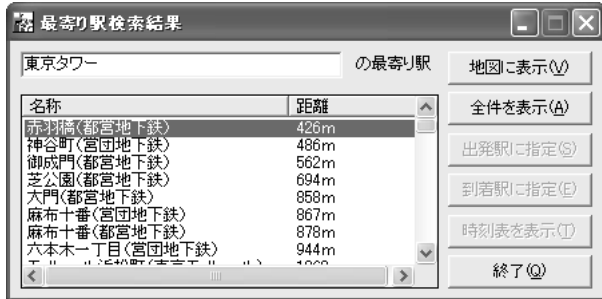 最寄り駅検索結果
東京タワー の最寄り駅
地図に表示(V)
名称 距離
全件を表示(A)
赤羽橋(都営地下鉄) 426m
神谷町(営団地下鉄) 486m
出発駅に指定(S)
御成門(都営地下鉄) 562m
芝公園(都営地下鉄) 694m
到着駅に指定(E)
大門(都営地下鉄) 858m
麻布十番(営団地下鉄) 867m
時刻表を表示(T)
麻布十番(都営地下鉄) 878m
六本木一丁目(営団地下鉄) 944m
終了(Q)